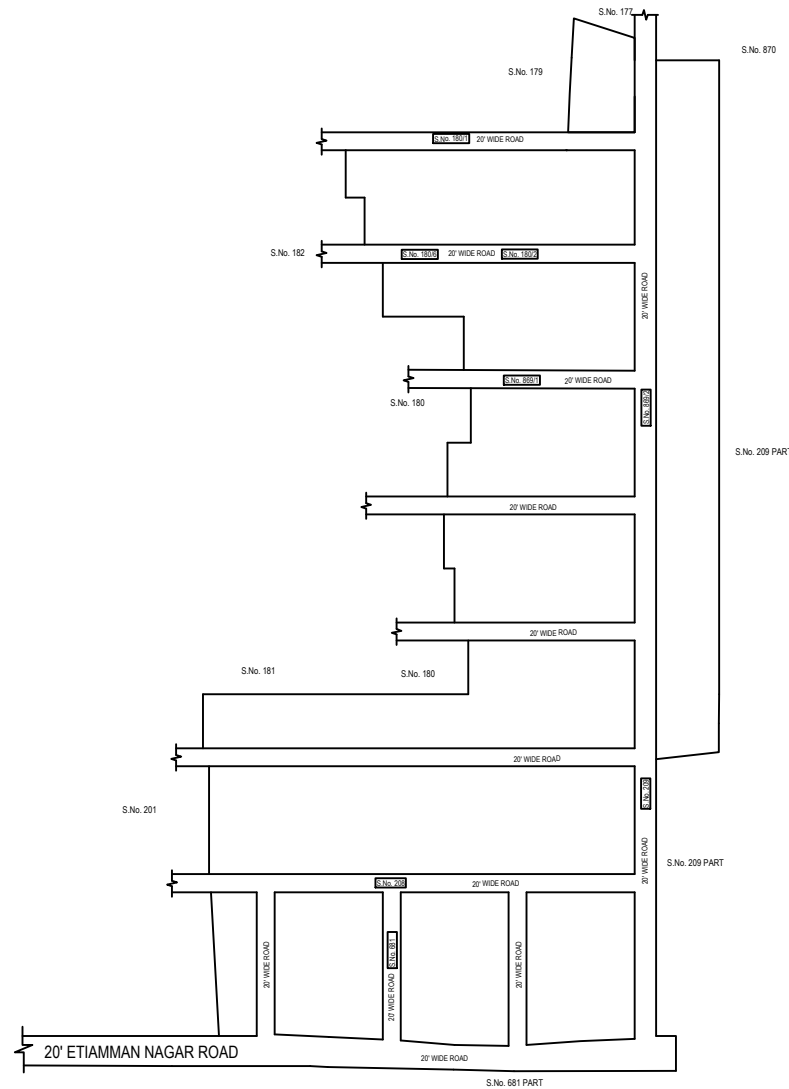 S.No. 177
S.No. 870
S.No. 179
S.No. 180/1
20' WIDE ROAD
S.No. 182
S.No. 180/6
20' WIDE ROAD
S.No. 180/2
20' WIDE ROAD
S.No. 869/1
20' WIDE ROAD
S.No. 869/2
S.No. 180
S.No. 209 PART
20' WIDE ROAD
20' WIDE ROAD
S.No. 181
S.No. 180
20' WIDE ROAD
S.No. 209
S.No. 201
20' WIDE ROAD
S.No. 209 PART
S.No. 208
20' WIDE ROAD
20' WIDE ROAD
S.No. 681
20' WIDE ROAD
20' WIDE ROAD
20' ETIAMMAN NAGAR ROAD
20' WIDE ROAD
S.No. 681 PART